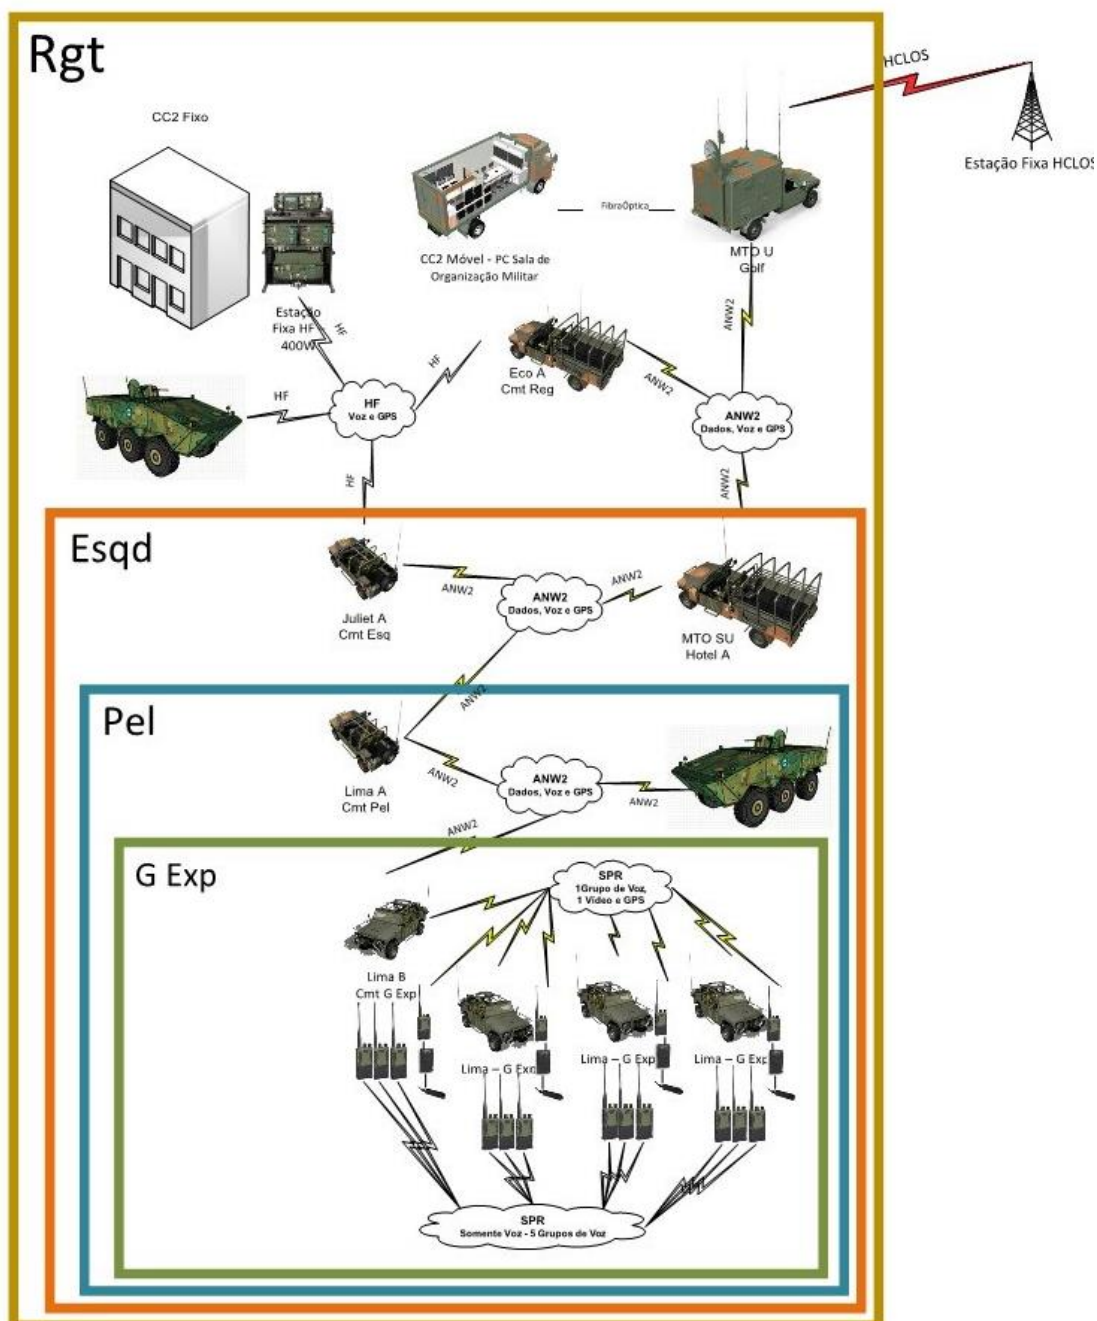 Rgt
HCLOS
Estação Fixa HCLOS
CC2 Fixo
FibraÓptica
CC2 Móvel - PC Sala de
Organização Militar
MTO U
Golf
Estação
Fixa HF
400W
HF
HF
HF
HF
HF
Voz e GPS
Eco A
Cmt Reg
ANW2
ANW2
ANW2
Dados, Voz e GPS
ANW2
Esqd
Juliet A
Cmt Esq
ANW2
ANW2
Dados, Voz e GPS
ANW2
MTO SU
Hotel A
ANW2
Pel
Lima A
Cmt Pel
ANW2
ANW2
Dados, Voz e GPS
ANW2
ANW2
G Exp
SPR
1Grupo de Voz,
1 Vídeo e GPS
Lima B
Cmt G Exp
Lima – G Exp
Lima – G Exp
Lima – G Exp
SPR
Somente Voz - 5 Grupos de Voz